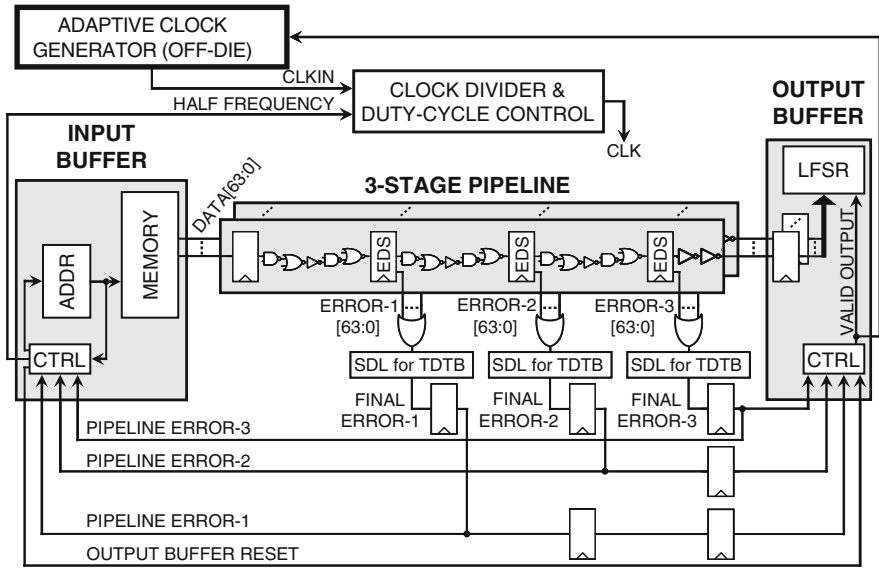 ADAPTIVE CLOCK
GENERATOR (OFF-DIE)
CLKIN
HALF FREQUENCY
CLOCK DIVIDER &
DUTY-CYCLE CONTROL
CLK
OUTPUT
BUFFER
INPUT
BUFFER
LFSR
DATA[63:0]
3-STAGE PIPELINE
ADDR
MEMORY
EDS
EDS
EDS
VALID OUTPUT
ERROR-1
[63:0]
ERROR-2
[63:0]
ERROR-3
[63:0]
CTRL
CTRL
SDL for TDTB
SDL for TDTB
SDL for TDTB
FINAL
ERROR-1
FINAL
ERROR-2
FINAL
ERROR-3
PIPELINE ERROR-3
PIPELINE ERROR-2
PIPELINE ERROR-1
OUTPUT BUFFER RESET